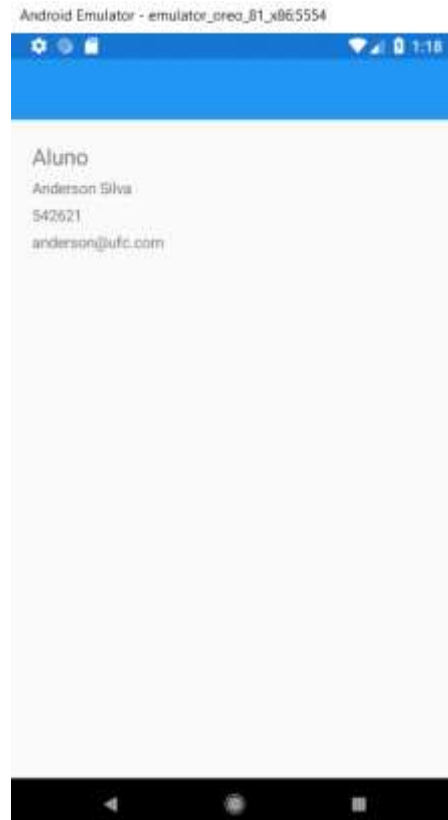 Android Emulator - emulator_oreo_81_x86:5554
1:18
Aluno
Anderson Silva
542621
anderson@ufc.com